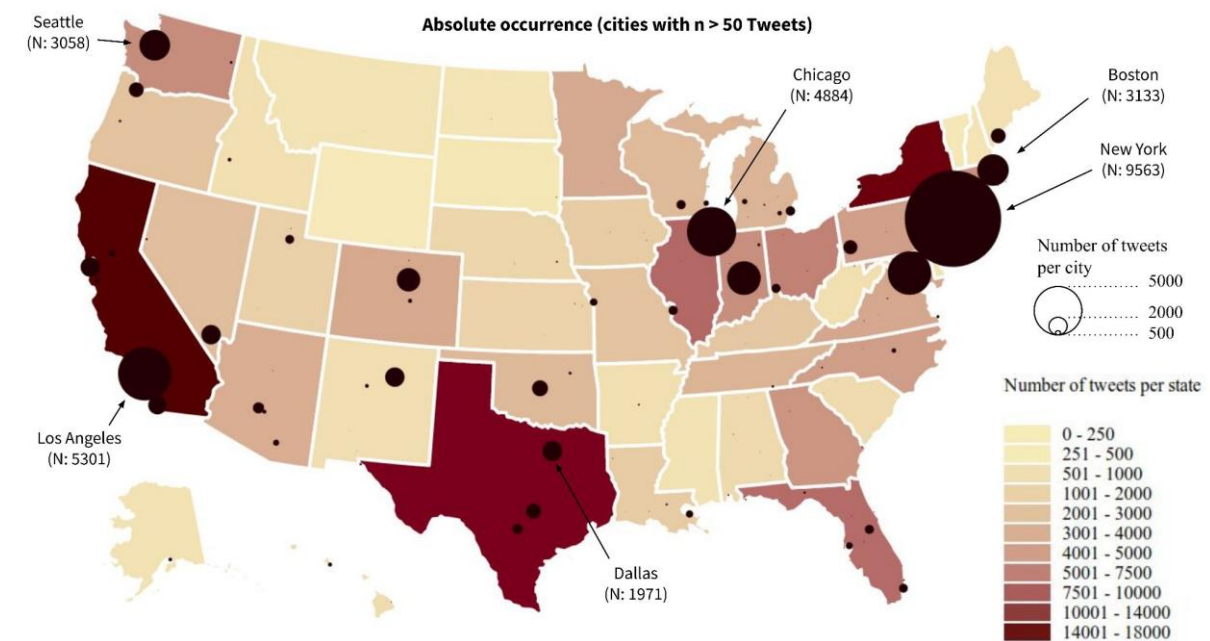 Absolute occurrence (cities with n > 50 Tweets)
Seattle
(N: 3058)
Chicago
(N: 4884)
Boston
(N: 3133)
New York
(N: 9563)
Los Angeles
(N: 5301)
Dallas
(N: 1971)
Number of tweets
per city
5000
2000
500
Number of tweets per state
0 - 250
251 - 500
501 - 1000
1001 - 2000
2001 - 3000
3001 - 4000
4001 - 5000
5001 - 7500
7501 - 10000
10001 - 14000
14001 - 18000